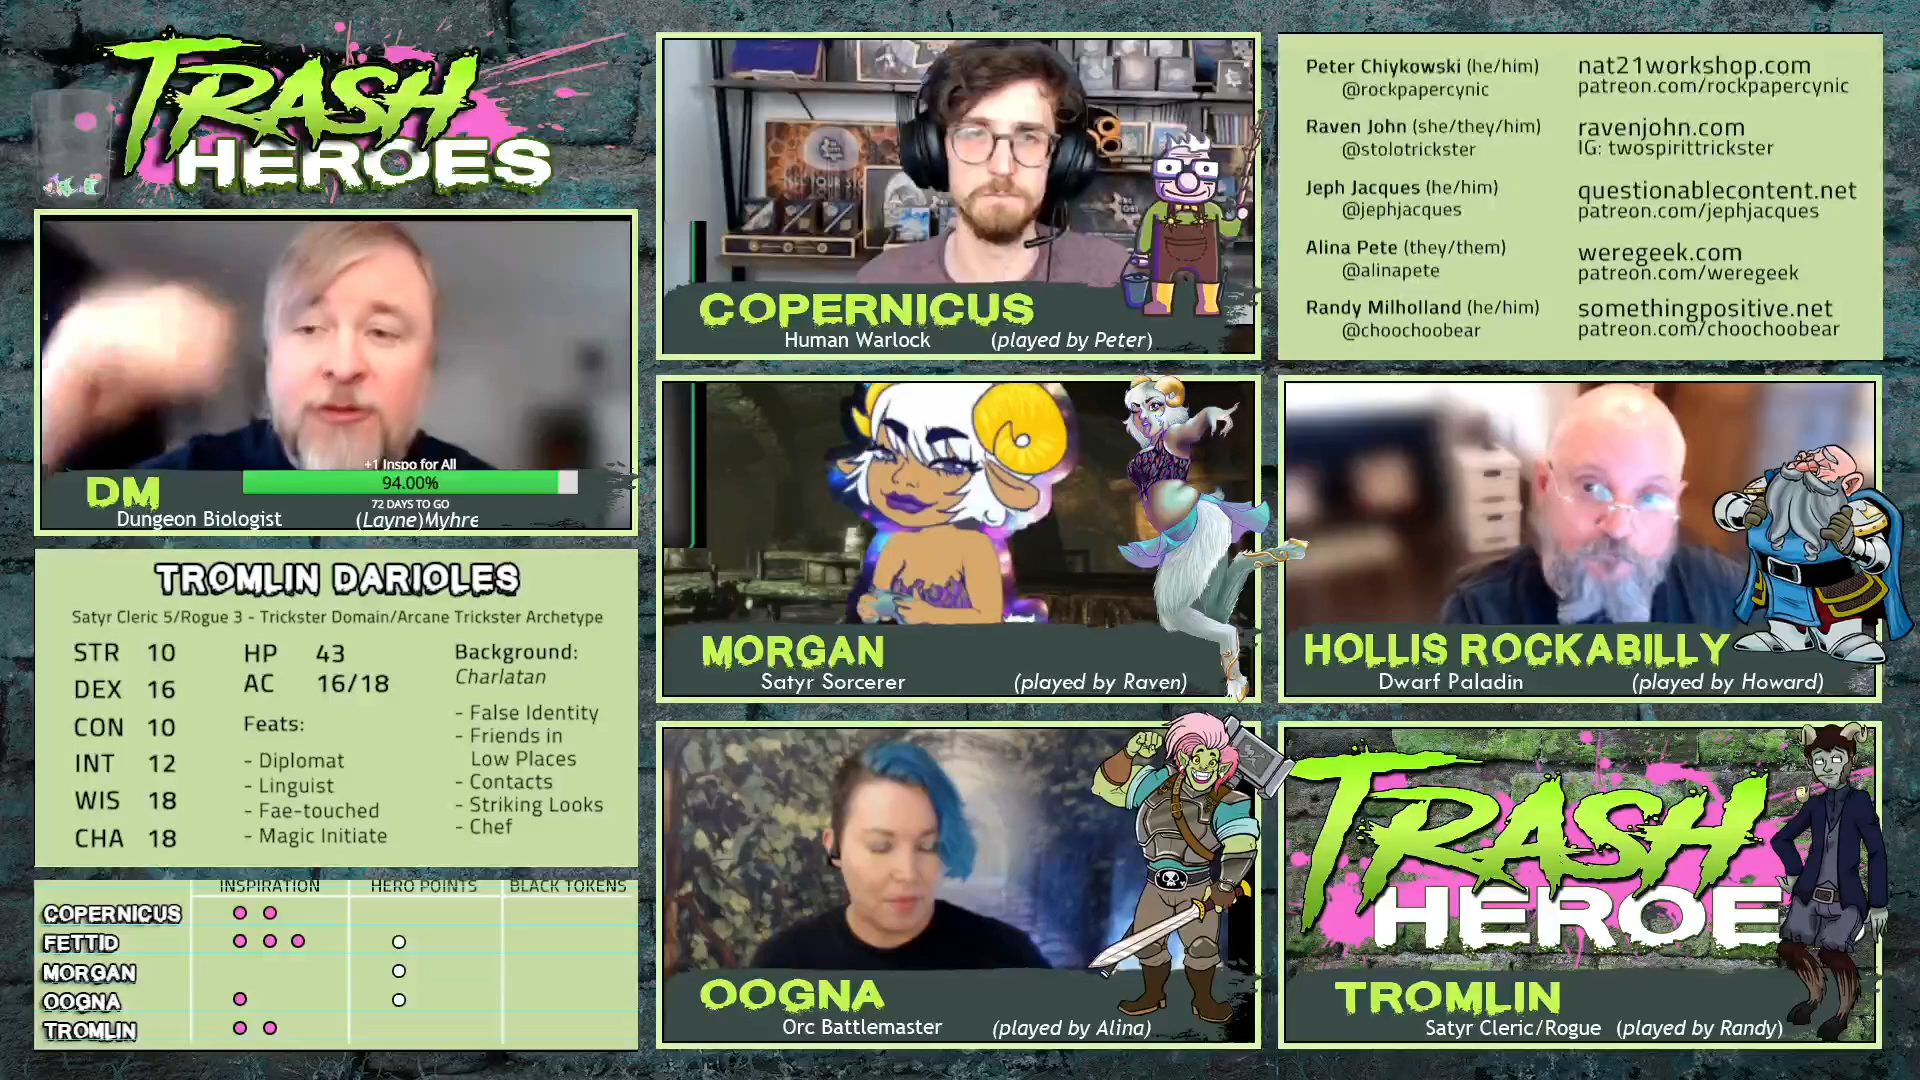 TRASH
HEROES
DM
Dungeon Biologist
(Layne)Myhre
+1 Inspo for All
94.00%
72 DAYS TO GO
TROMLIN DARIOLES
Satyr Cleric 5/Rogue 3 - Trickster Domain/Arcane Trickster Archetype
STR 10
DEX 16
CON 10
INT 12
WIS 18
CHA 18
HP 43
AC 16/18
Feats:
- Diplomat
- Linguist
- Fae-touched
- Magic Initiate
Background:
Charlatan
- False Identity
- Friends in
Low Places
- Contacts
- Striking Looks
- Chef
INSPIRATION HERO POINTS BLACK TOKENS
COPERNICUS
FETTID
MORGAN
OOGNA
TROMLIN
COPERNICUS
Human Warlock (played by Peter)
MORGAN
Satyr Sorcerer (played by Raven)
OOGNA
Orc Battlemaster (played by Alina)
Peter Chiykowski (he/him) nat21workshop.com
@rockpapercynic patreon.com/rockpapercynic
Raven John (she/they/him) ravenjohn.com
@stolotrickster IG: twospirittrickster
Jeph Jacques (he/him) questionablecontent.net
@jephjacques patreon.com/jephjacques
Alina Pete (they/them) weregeek.com
@alinapete patreon.com/weregeek
Randy Milholland (he/him) somethingpositive.net
@choochoobear patreon.com/choochoobear
HOLLIS ROCKABILLY
Dwarf Paladin (played by Howard)
TRASH
HEROE
TROMLIN
Satyr Cleric/Rogue (played by Randy)